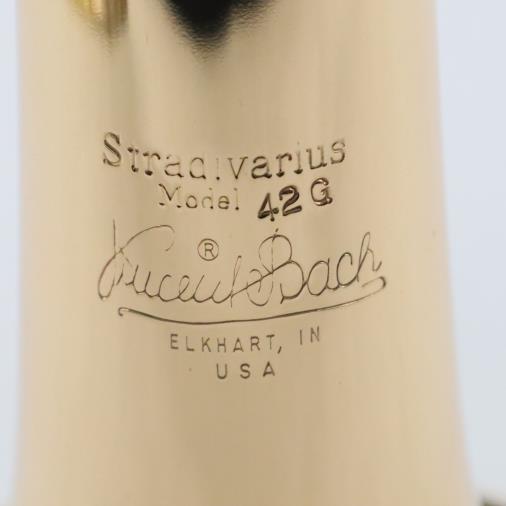 Stradivarius
Model 42G
®
Vincent Bach
ELKHART, IN
USA